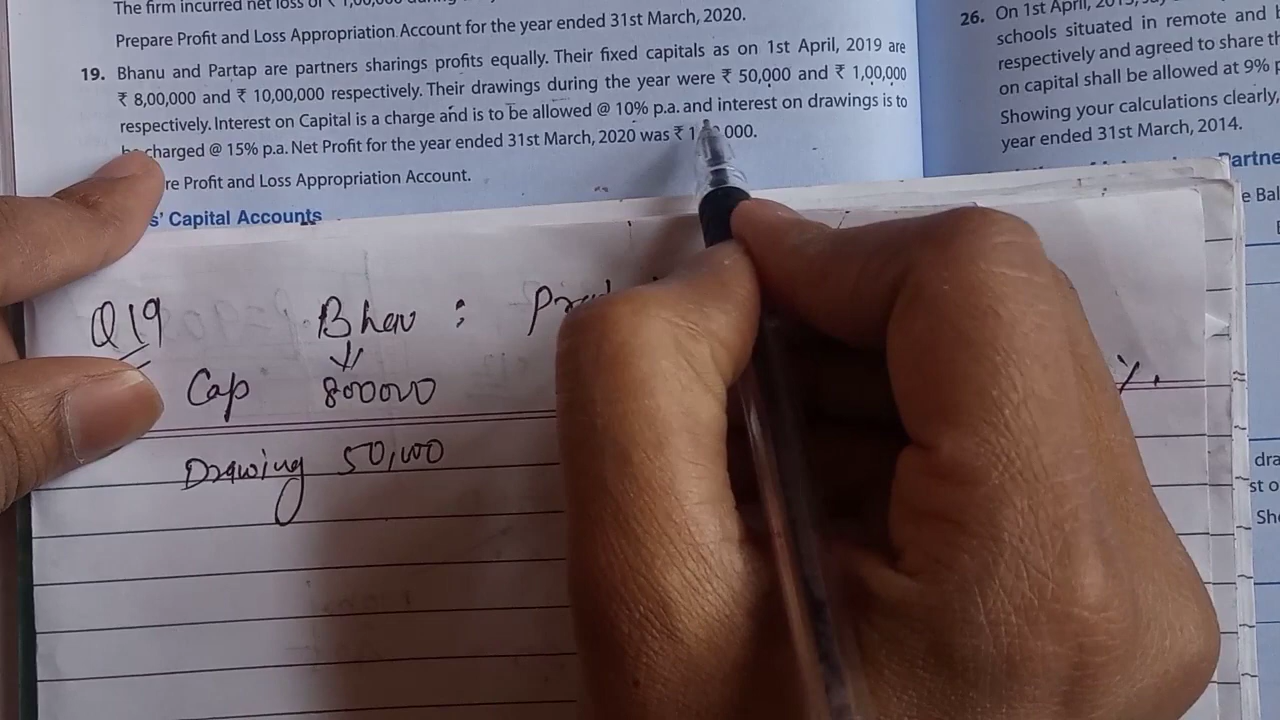 The firm incurred net loss of ₹ 1,00,000
Prepare Profit and Loss Appropriation Account for the year ended 31st March, 2020.
19. Bhanu and Partap are partners sharings profits equally. Their fixed capitals as on 1st April, 2019 are
₹ 8,00,000 and ₹ 10,00,000 respectively. Their drawings during the year were ₹ 50,000 and ₹ 1,00,000
respectively. Interest on Capital is a charge and is to be allowed @ 10% p.a. and interest on drawings is to
charged @ 15% p.a. Net Profit for the year ended 31st March, 2020 was ₹ 000.
Profit and Loss Appropriation Account.
s' Capital Accounts
Q19 Bhav :
Cap 800000
Drawing 50,000
%.
26. On 1st April,
schools situated in remote and
respectively and agreed to share
on capital shall be allowed at 9%
Showing your calculations clearly,
year ended 31st March, 2014.